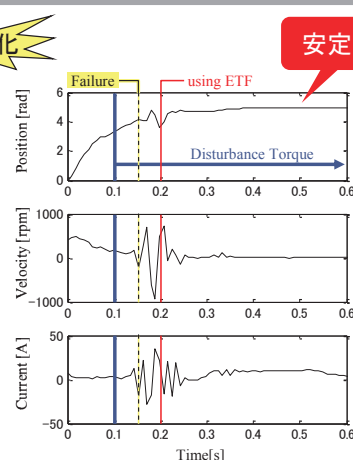 化
安定
Failure
using ETF
Position [rad]
6
4
2
0
Disturbance Torque
0 0.1 0.2 0.3 0.4 0.5 0.6
Velocity [rpm]
1000
0
−1000
0 0.1 0.2 0.3 0.4 0.5 0.6
Current [A]
50
0
−50
0 0.1 0.2 0.3 0.4 0.5 0.6
Time[s]